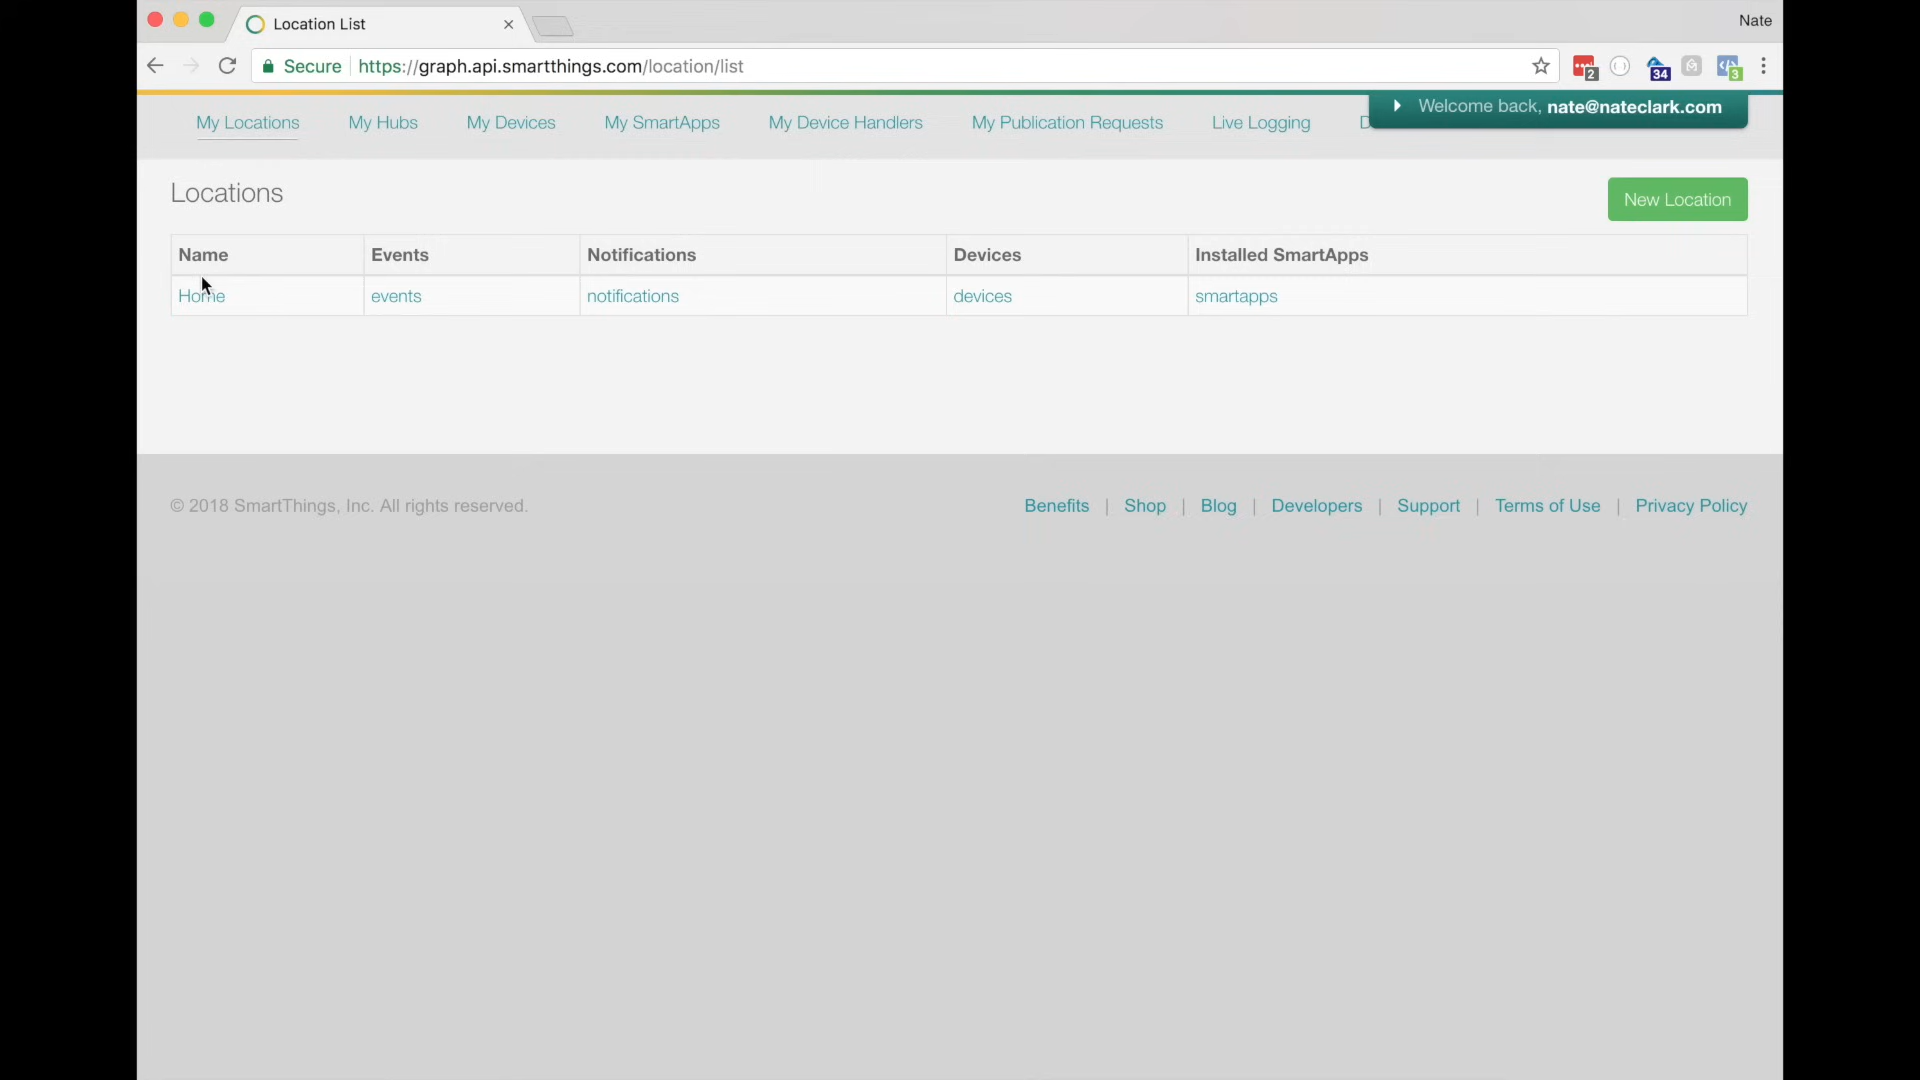 Location List
Nate
Secure https://graph.api.smartthings.com/location/list
2 34 3
My Locations My Hubs My Devices My SmartApps My Device Handlers My Publication Requests Live Logging D
Welcome back, nate@nateclark.com
Locations
New Location
Name Events Notifications Devices Installed SmartApps
Home events notifications devices smartapps
© 2018 SmartThings, Inc. All rights reserved. Benefits | Shop | Blog | Developers | Support | Terms of Use | Privacy Policy